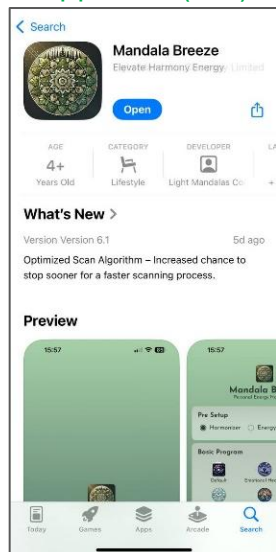 Search
Mandala Breeze
Elevate Harmony Energy Limited
Open
AGE
CATEGORY
DEVELOPER
LA
4+
Years Old
Lifestyle
Light Mandalas Co
+
What's New >
Version Version 6.1
5d ago
Optimized Scan Algorithm – Increased chance to
stop sooner for a faster scanning process.
Preview
15:57
15:57
Mandala B
Pre Setup
Harmoniser
Energy
Basic Program
Default
Emotional
Today
Games
Apps
Arcade
Search